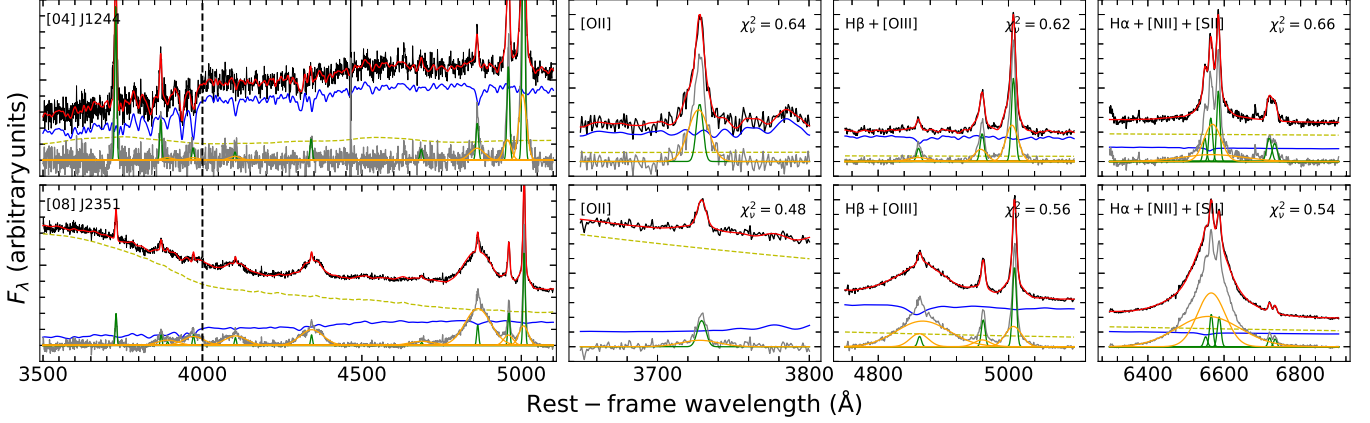 [04] J1244
[OII] χ²ν = 0.64
Hβ + [OIII] χ²ν = 0.62
Hα + [NII] + [SII] χ²ν = 0.66
Fλ (arbitrary units)
[08] J2351
[OII] χ²ν = 0.48
Hβ + [OIII] χ²ν = 0.56
Hα + [NII] + [SII] χ²ν = 0.54
3500 4000 4500 5000 3700 3800 4800 5000 6400 6600 6800
Rest − frame wavelength (Å)